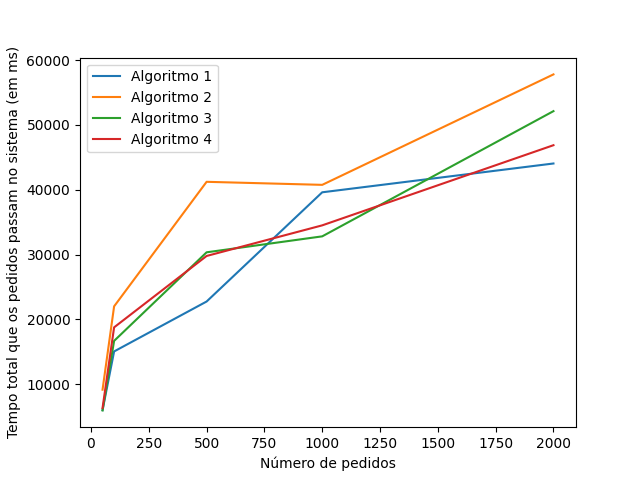 Tempo total que os pedidos passam no sistema (em ms)
60000
50000
40000
30000
20000
10000
Algoritmo 1
Algoritmo 2
Algoritmo 3
Algoritmo 4
0 250 500 750 1000 1250 1500 1750 2000
Número de pedidos